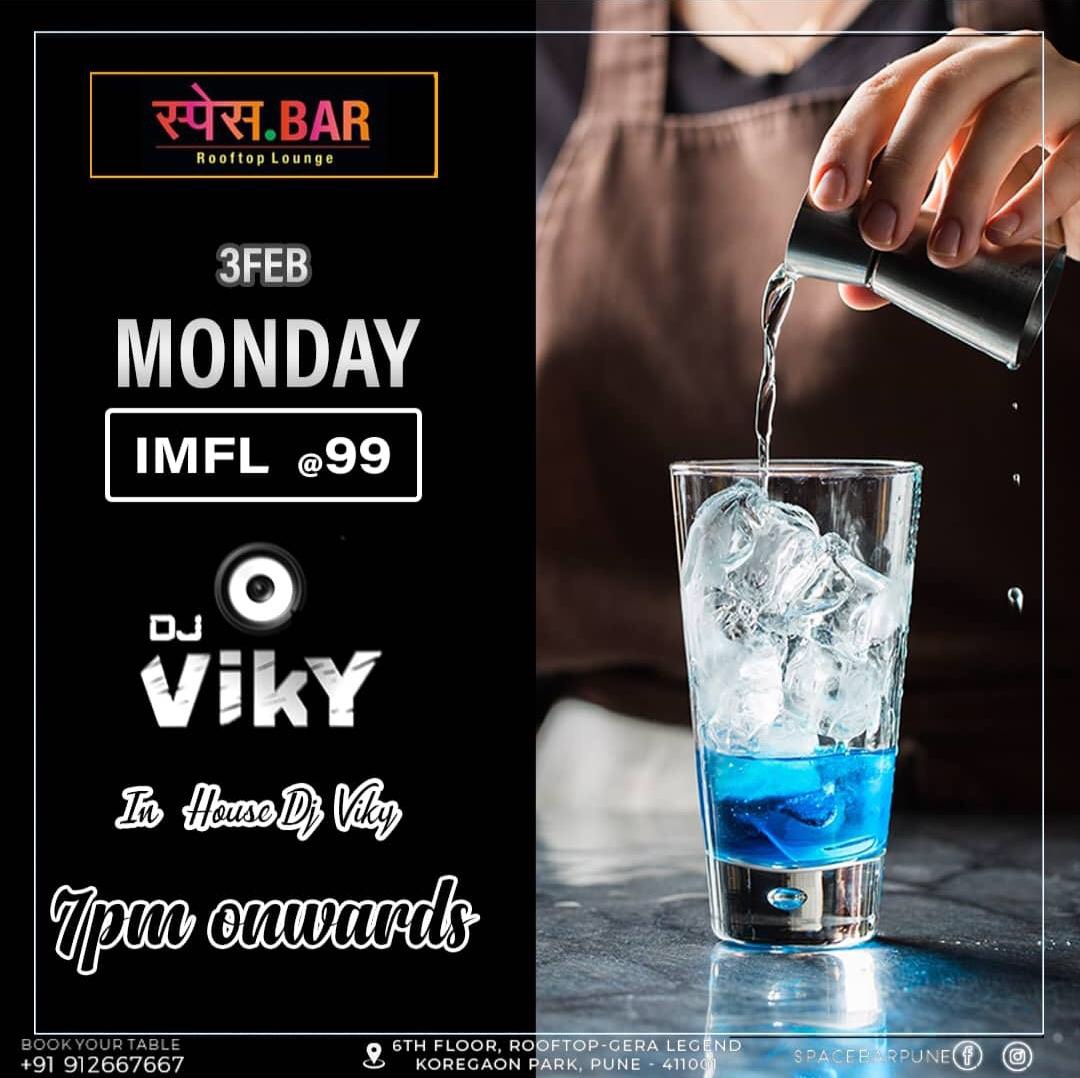 स्पेस.BAR
Rooftop Lounge
3FEB
MONDAY
IMFL @99
DJ
VikY
In House Dj Viky
7pm onwards
BOOK YOUR TABLE
+91 912667667
6TH FLOOR, ROOFTOP-GERA LEGEND
KOREGAON PARK, PUNE - 411001
SPACEBARPUNE